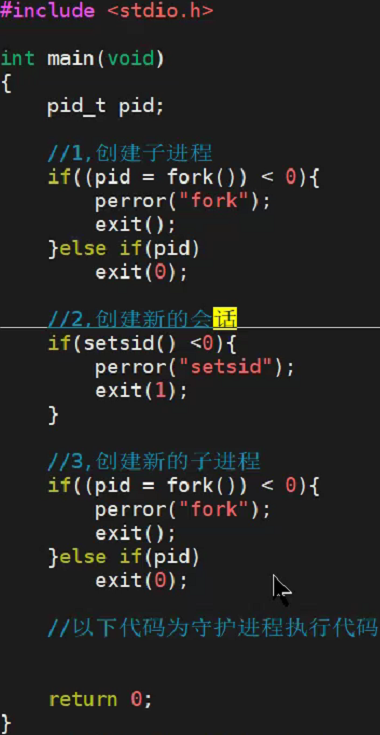 #include <stdio.h>
int main(void)
{
pid_t pid;
//1,创建子进程
if((pid = fork()) < 0){
perror("fork");
exit();
}else if(pid)
exit(0);
//2,创建新的会话
if(setsid() <0){
perror("setsid");
exit(1);
}
//3,创建新的子进程
if((pid = fork()) < 0){
perror("fork");
exit();
}else if(pid)
exit(0);
//以下代码为守护进程执行代码
return 0;
}